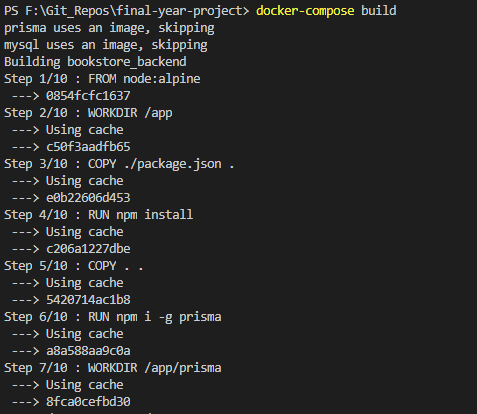 PS F:\Git_Repos\final-year-project> docker-compose build
prisma uses an image, skipping
mysql uses an image, skipping
Building bookstore_backend
Step 1/10 : FROM node:alpine
 ---> 0854fcfc1637
Step 2/10 : WORKDIR /app
 ---> Using cache
 ---> c50f3aadfb65
Step 3/10 : COPY ./package.json .
 ---> Using cache
 ---> e0b22606d453
Step 4/10 : RUN npm install
 ---> Using cache
 ---> c206a1227dbe
Step 5/10 : COPY . .
 ---> Using cache
 ---> 5420714ac1b8
Step 6/10 : RUN npm i -g prisma
 ---> Using cache
 ---> a8a588aa9c0a
Step 7/10 : WORKDIR /app/prisma
 ---> Using cache
 ---> 8fca0cefbd30